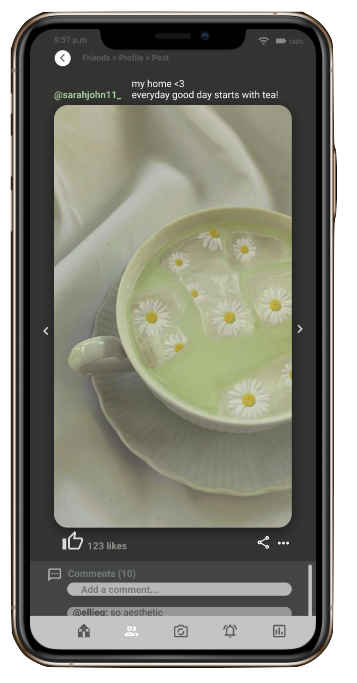 9:57 p.m
100%
Friends > Profile > Post
my home <3
@sarahjohn11_ everyday good day starts with tea!
123 likes
Comments (10)
Add a comment...
@ellieg: so aesthetic